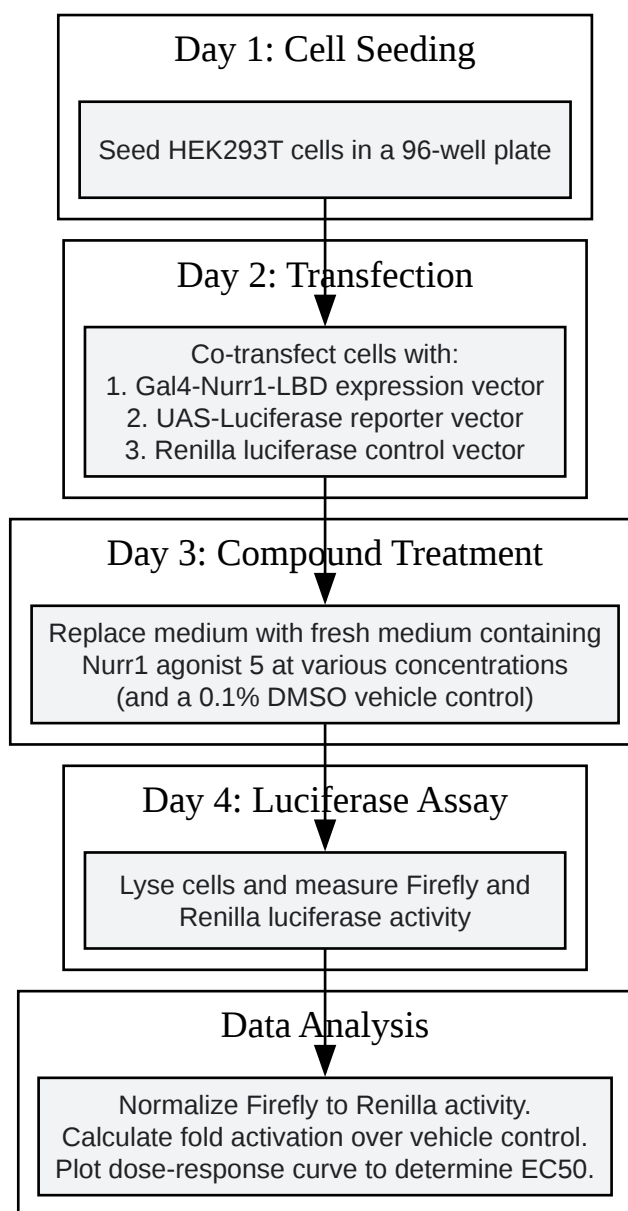 Day 1: Cell Seeding
Seed HEK293T cells in a 96-well plate
Day 2: Transfection
Co-transfect cells with:
1. Gal4-Nurr1-LBD expression vector
2. UAS-Luciferase reporter vector
3. Renilla luciferase control vector
Day 3: Compound Treatment
Replace medium with fresh medium containing
Nurr1 agonist 5 at various concentrations
(and a 0.1% DMSO vehicle control)
Day 4: Luciferase Assay
Lyse cells and measure Firefly and
Renilla luciferase activity
Data Analysis
Normalize Firefly to Renilla activity.
Calculate fold activation over vehicle control.
Plot dose-response curve to determine EC50.